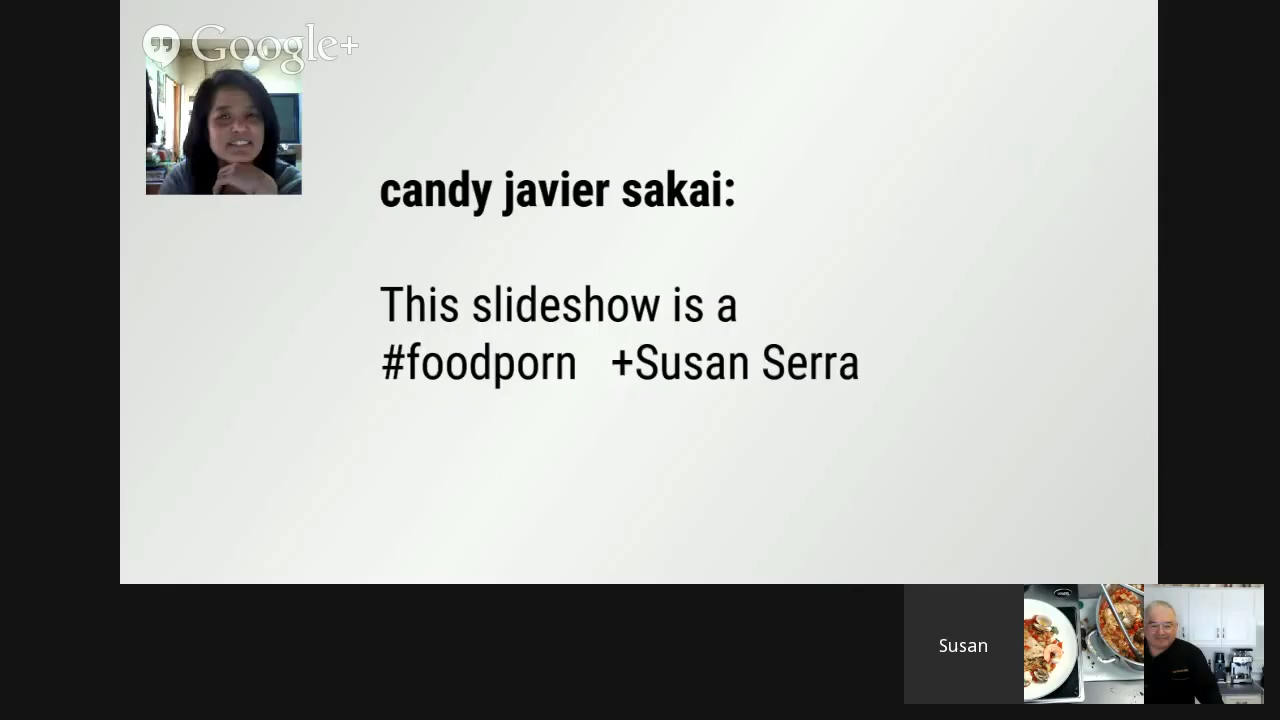 Google+
candy javier sakai:
This slideshow is a
#foodporn +Susan Serra
Susan